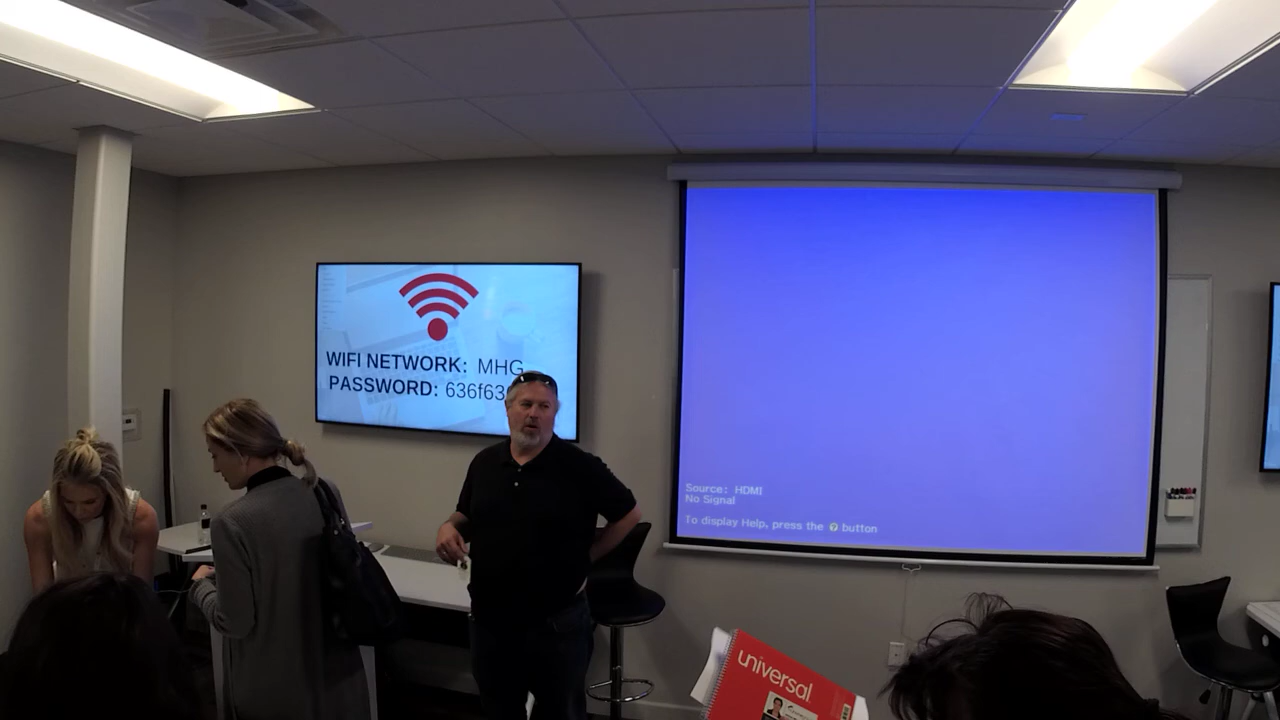 WIFI NETWORK: MHG
PASSWORD: 636f63
Source: HDMI
No Signal
To display Help, press the ? button
universal